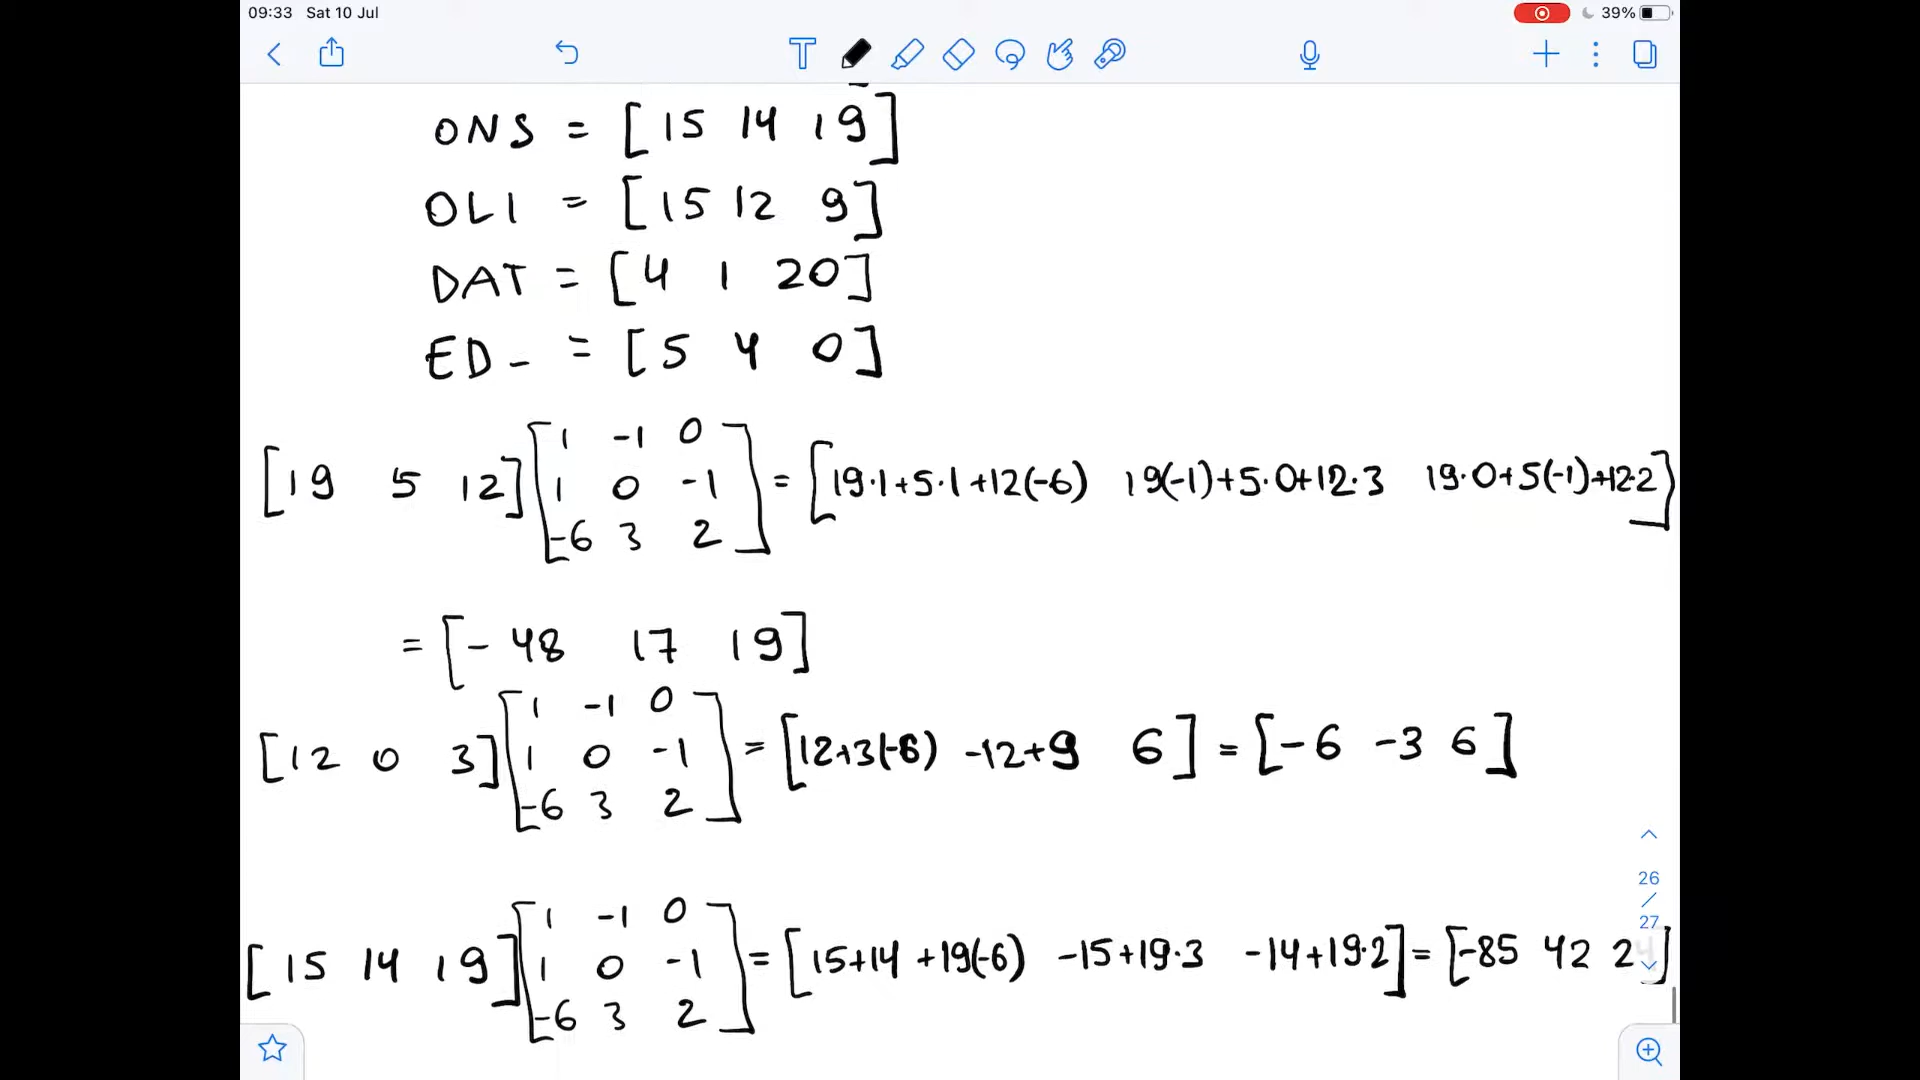 09:33 Sat 10 Jul 39%
ONS = [15 14 19]
OLI = [15 12 9]
DAT = [4 1 20]
ED- = [5 4 0]
[19 5 12] [1 -1 0
1 0 -1
-6 3 2] = [19·1+5·1+12(-6) 19(-1)+5·0+12·3 19·0+5(-1)+12·2]
= [-48 17 19]
[12 0 3] [1 -1 0
1 0 -1
-6 3 2] = [12+3(-6) -12+9 6] = [-6 -3 6]
26
/
27
[15 14 19] [1 -1 0
1 0 -1
-6 3 2] = [15+14+19(-6) -15+19·3 -14+19·2] = [-85 42 24]